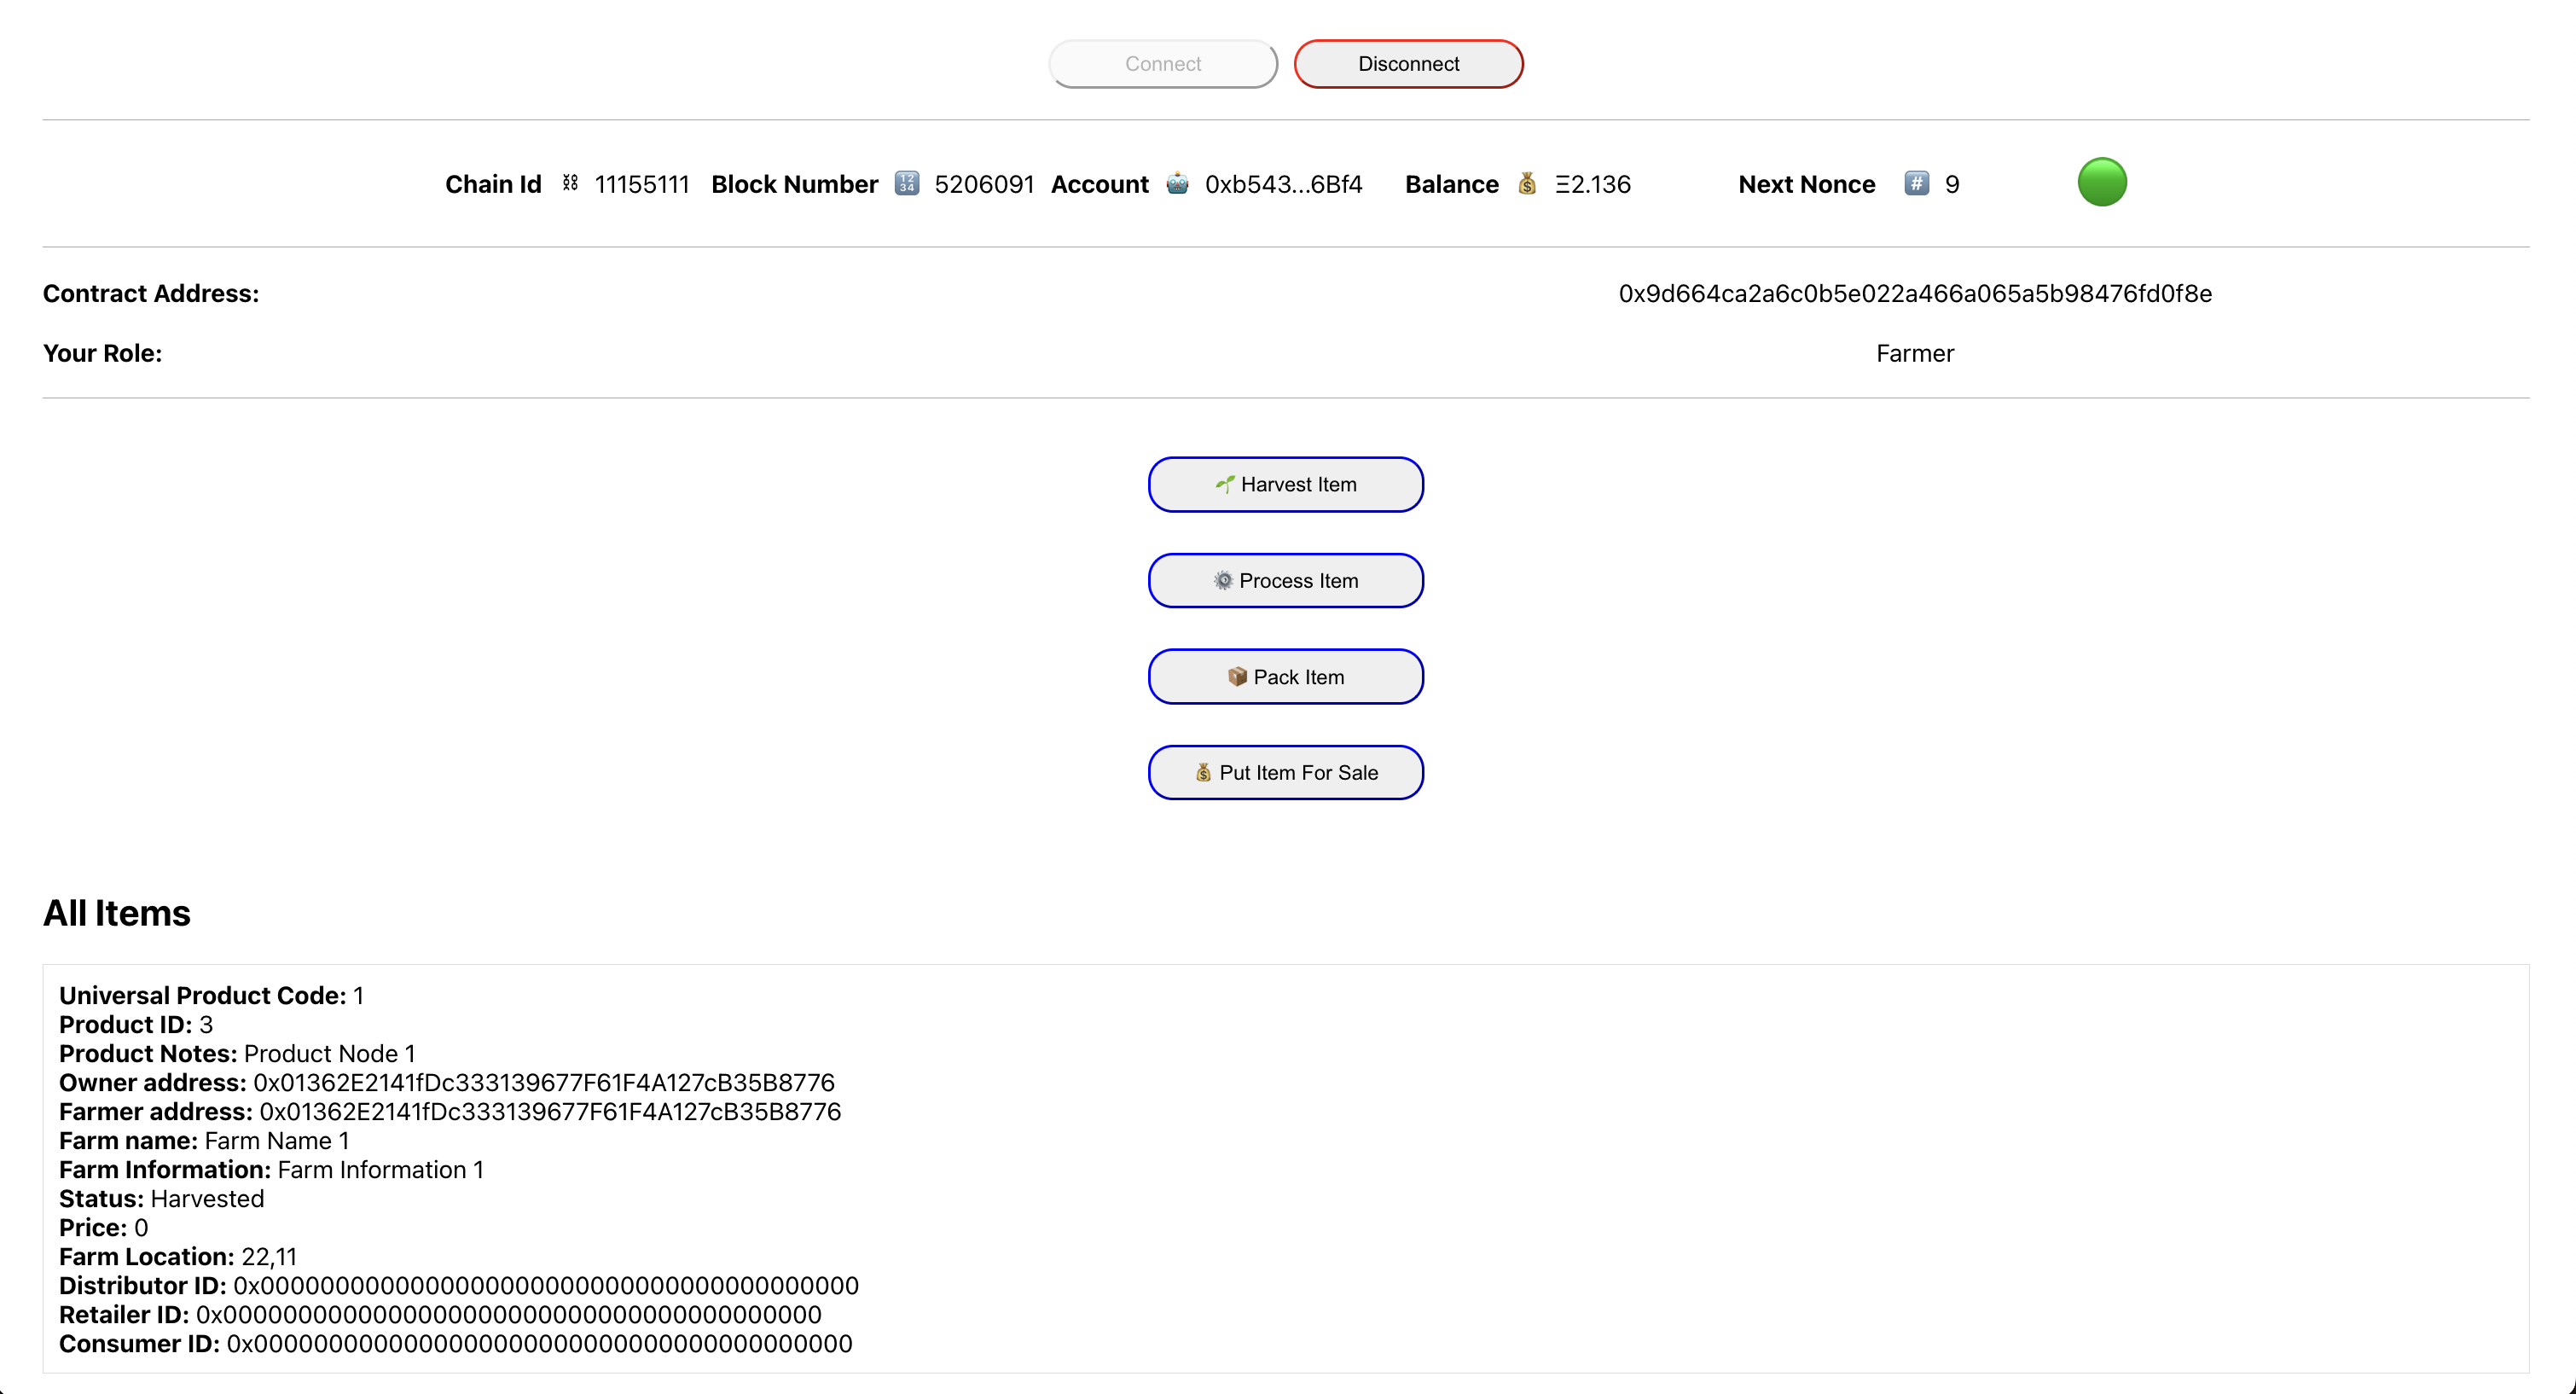 Connect Disconnect
Chain Id ⛓ 11155111 Block Number 🔢 5206091 Account 🤖 0xb543...6Bf4 Balance 💰 Ξ2.136 Next Nonce #️⃣ 9
Contract Address: 0x9d664ca2a6c0b5e022a466a065a5b98476fd0f8e
Your Role: Farmer
🌱 Harvest Item
⚙️ Process Item
📦 Pack Item
💰 Put Item For Sale
All Items
Universal Product Code: 1
Product ID: 3
Product Notes: Product Node 1
Owner address: 0x01362E2141fDc333139677F61F4A127cB35B8776
Farmer address: 0x01362E2141fDc333139677F61F4A127cB35B8776
Farm name: Farm Name 1
Farm Information: Farm Information 1
Status: Harvested
Price: 0
Farm Location: 22,11
Distributor ID: 0x0000000000000000000000000000000000000000
Retailer ID: 0x0000000000000000000000000000000000000000
Consumer ID: 0x0000000000000000000000000000000000000000